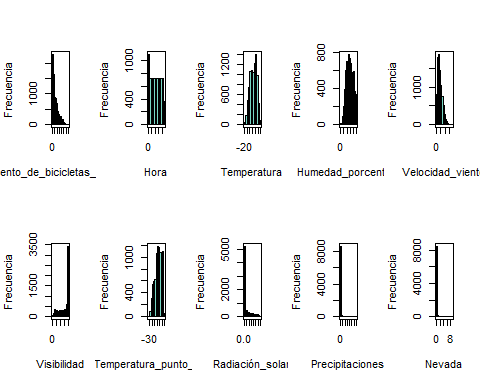 Frecuencia
0 1000
0
ento_de_bicicletas_
Frecuencia
0 400 1000
0
Hora
Frecuencia
0 600 1200
-20
Temperatura
Frecuencia
0 400 800
0
Humedad_porcent
Frecuencia
0 1000
0
Velocidad_vient
Frecuencia
0 1500 3500
0
Visibilidad
Frecuencia
0 400 1000
-30
Temperatura_punto_
Frecuencia
0 2000 5000
0.0
Radiación_solar
Frecuencia
0 4000 8000
0
Precipitaciones
Frecuencia
0 4000 8000
0 8
Nevada